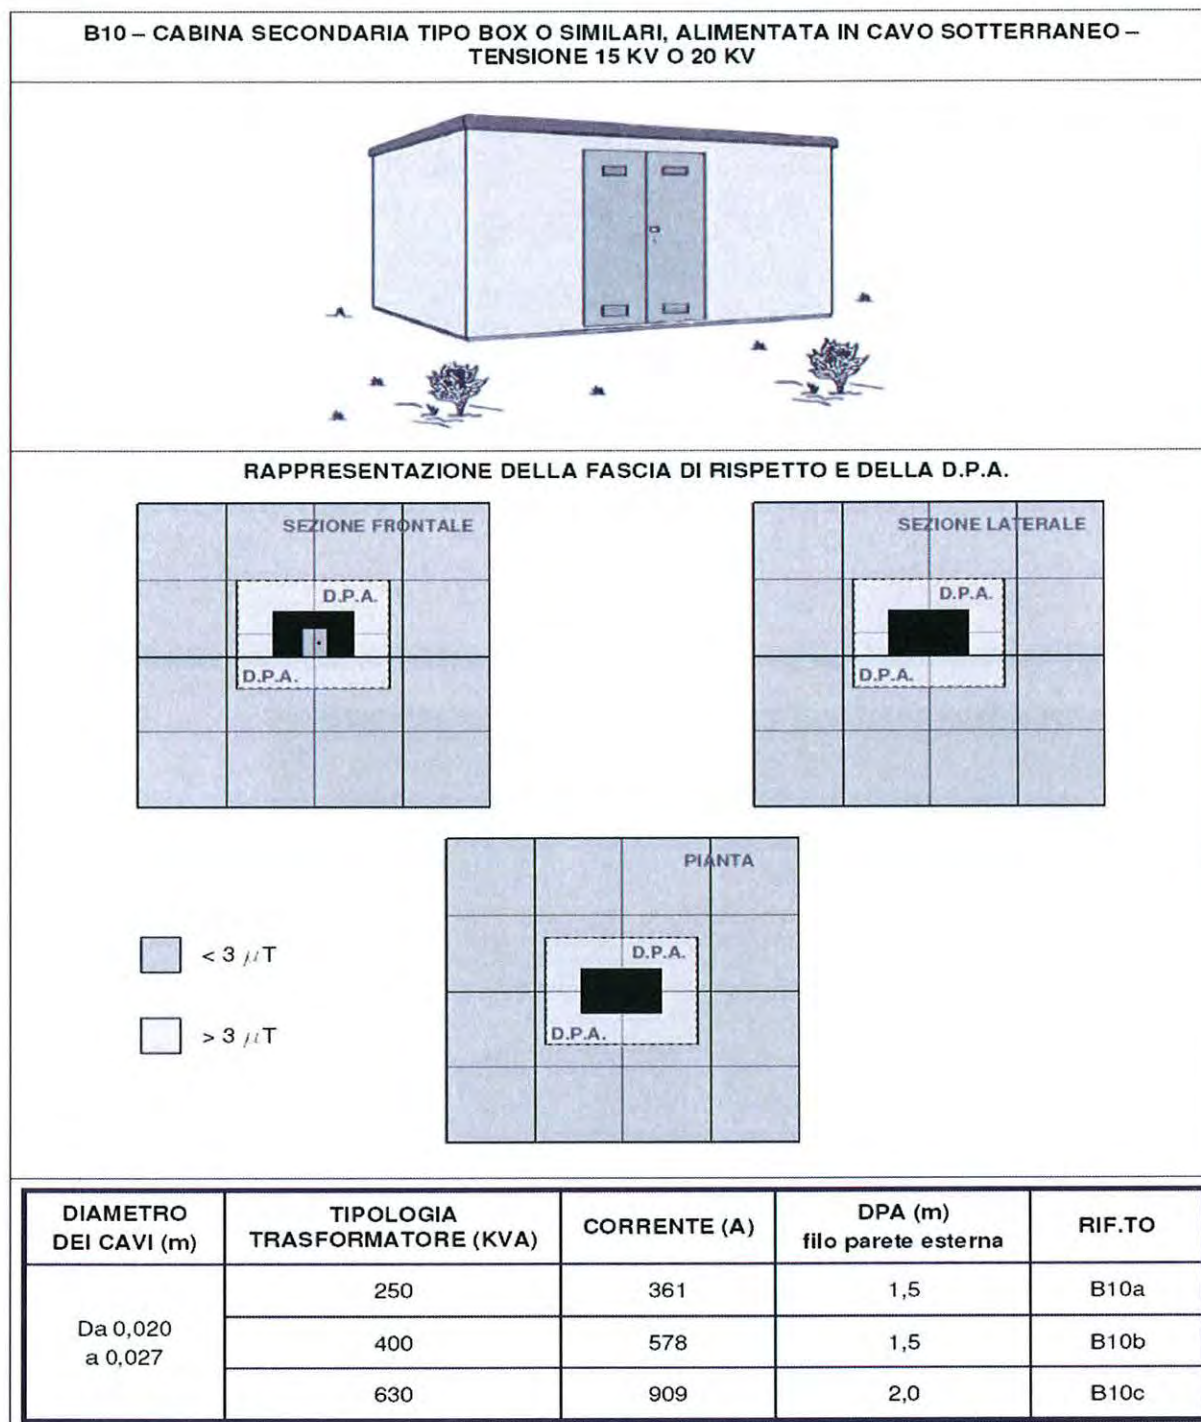 B10 – CABINA SECONDARIA TIPO BOX O SIMILARI, ALIMENTATA IN CAVO SOTTERRANEO –
TENSIONE 15 KV O 20 KV
RAPPRESENTAZIONE DELLA FASCIA DI RISPETTO E DELLA D.P.A.
SEZIONE FRONTALE
D.P.A.
D.P.A.
SEZIONE LATERALE
D.P.A.
D.P.A.
PIANTA
D.P.A.
D.P.A.
< 3 μT
> 3 μT
DIAMETRO
DEI CAVI (m)
TIPOLOGIA
TRASFORMATORE (KVA)
CORRENTE (A)
DPA (m)
filo parete esterna
RIF.TO
Da 0,020
a 0,027
250 361 1,5 B10a
400 578 1,5 B10b
630 909 2,0 B10c